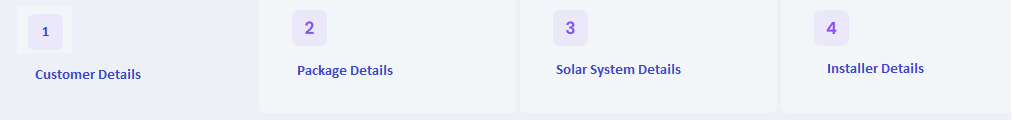 1
Customer Details
2
Package Details
3
Solar System Details
4
Installer Details